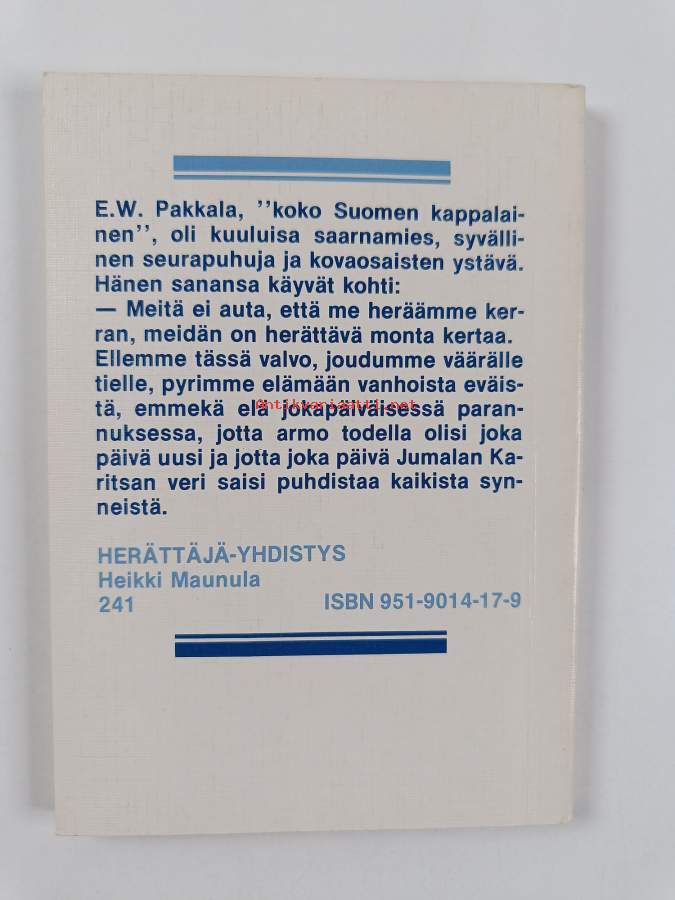 E.W. Pakkala, ''koko Suomen kappalai-
nen'', oli kuuluisa saarnamies, syvälli-
nen seurapuhuja ja kovaosaisten ystävä.
Hänen sanansa käyvät kohti:
— Meitä ei auta, että me heräämme ker-
ran, meidän on herättävä monta kertaa.
Ellemme tässä valvo, joudumme väärälle
tielle, pyrimme elämään vanhoista eväis-
tä, emmekä elä jokapäiväisessä paran-
Antikvariaatti.net
nuksessa, jotta armo todella olisi joka
päivä uusi ja jotta joka päivä Jumalan Ka-
ritsan veri saisi puhdistaa kaikista syn-
neistä.
HERÄTTÄJÄ-YHDISTYS
Heikki Maunula
241 ISBN 951-9014-17-9